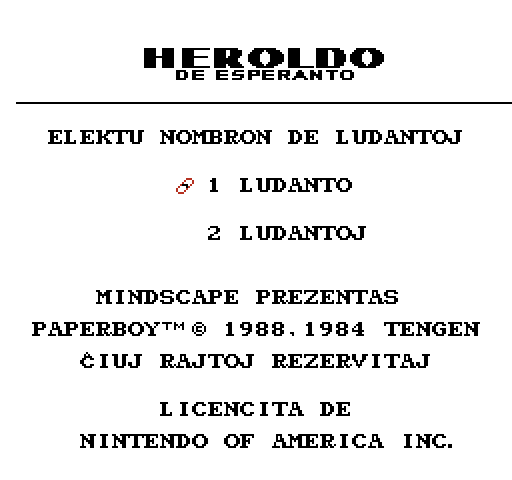 HEROLDO
DE ESPERANTO
ELEKTU NOMBRON DE LUDANTOJ
1 LUDANTO
2 LUDANTOJ
MINDSCAPE PREZENTAS
PAPERBOY™© 1988,1984 TENGEN
ĈIUJ RAJTOJ REZERVITAJ
LICENCITA DE
NINTENDO OF AMERICA INC.